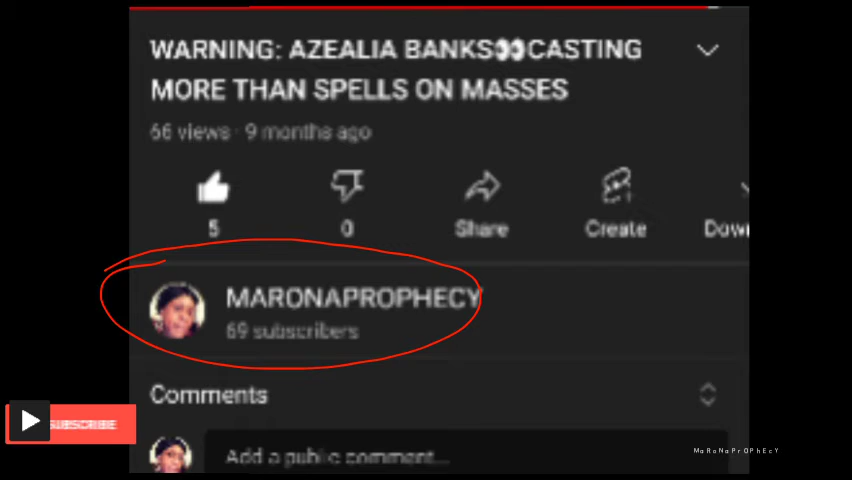 WARNING: AZEALIA BANKS👀CASTING
MORE THAN SPELLS ON MASSES
66 views · 9 months ago
5
0
Share
Create
Dow
MARONAPROPHECY
69 subscribers
Comments
SUBSCRIBE
Add a public comment...
MaRoNaPrOPhEcY